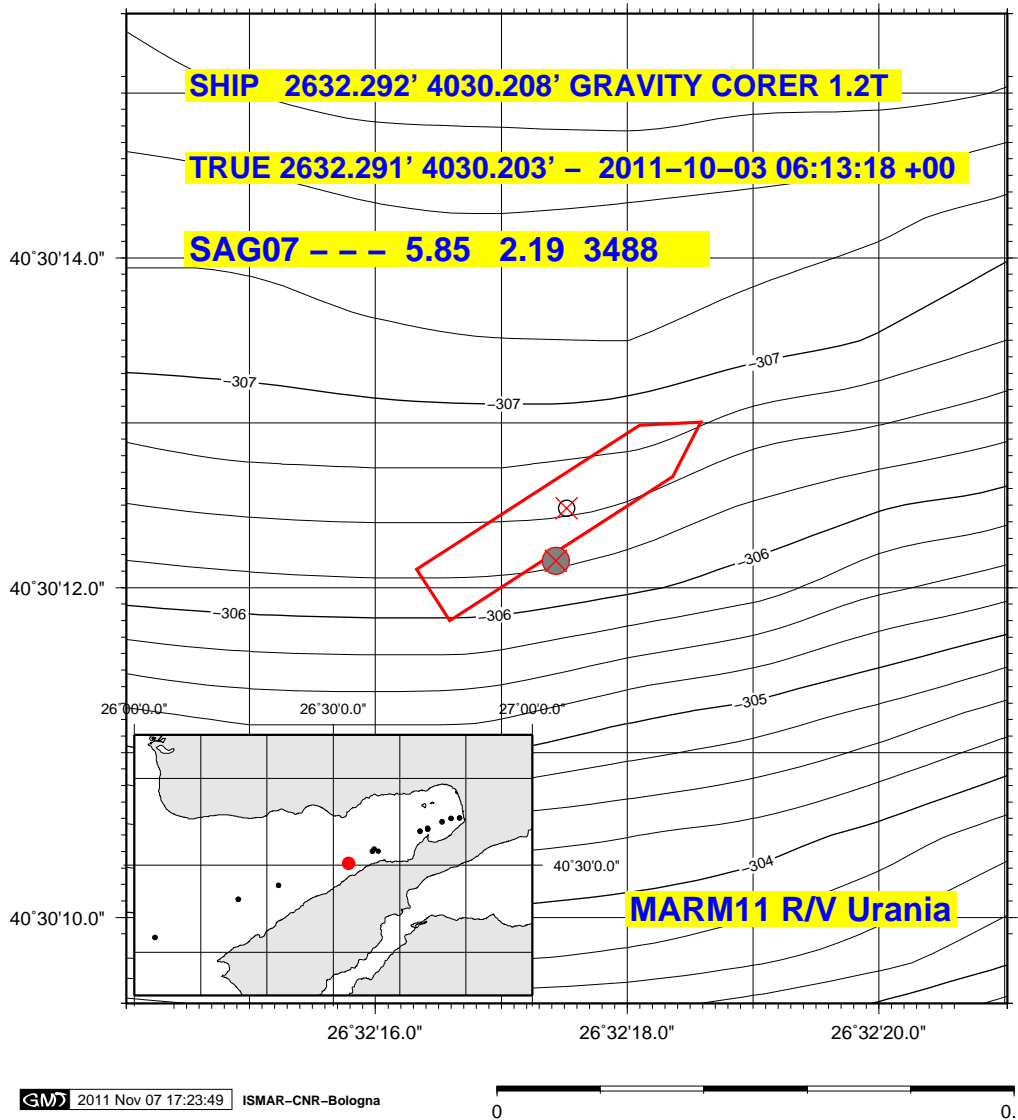 SHIP 2632.292’ 4030.208’ GRAVITY CORER 1.2T
TRUE 2632.291’ 4030.203’ − 2011−10−03 06:13:18 +00
SAG07 − − − 5.85 2.19 3488
40˚30'14.0"
−307
−307
−307
40˚30'12.0"
−306
−306
−306
−305
26˚00'0.0" 26˚30'0.0" 27˚00'0.0"
40˚30'0.0"
−304
MARM11 R/V Urania
40˚30'10.0"
26˚32'16.0" 26˚32'18.0" 26˚32'20.0"
GMT 2011 Nov 07 17:23:49 ISMAR−CNR−Bologna
0 0.